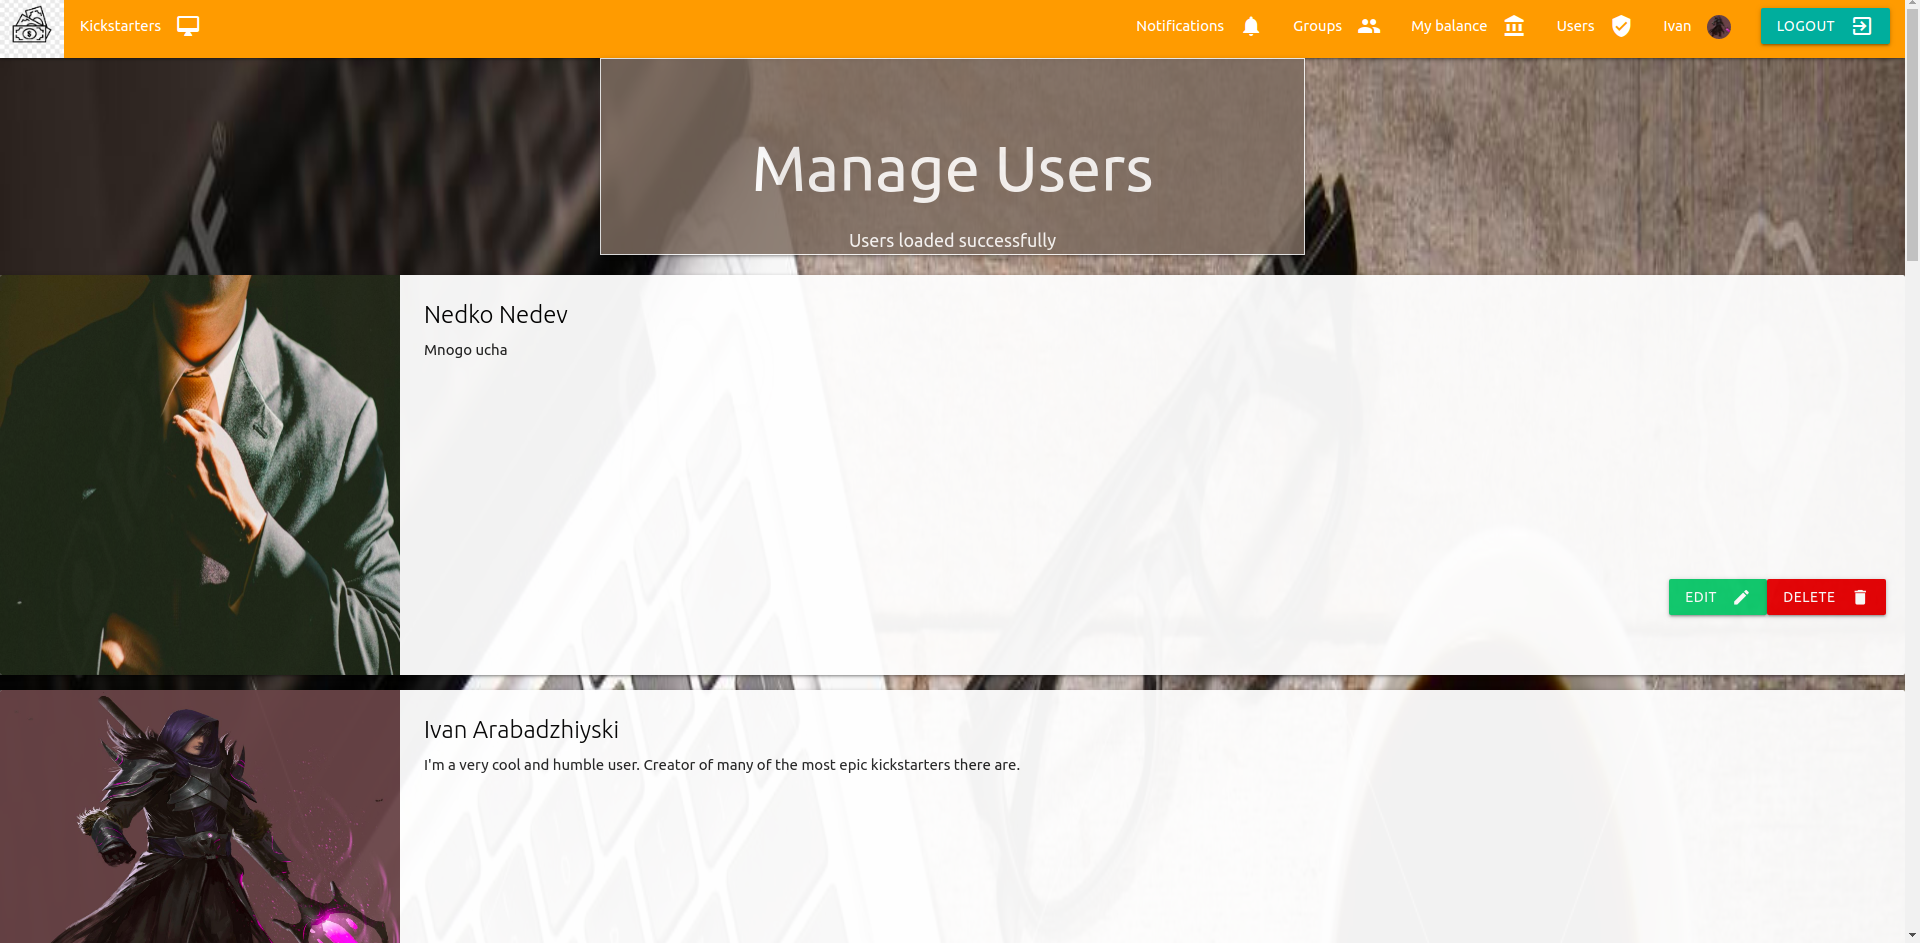 Kickstarters
Notifications
Groups
My balance
Users
Ivan
LOGOUT
Manage Users
Users loaded successfully
Nedko Nedev
Mnogo ucha
EDIT
DELETE
Ivan Arabadzhiyski
I'm a very cool and humble user. Creator of many of the most epic kickstarters there are.